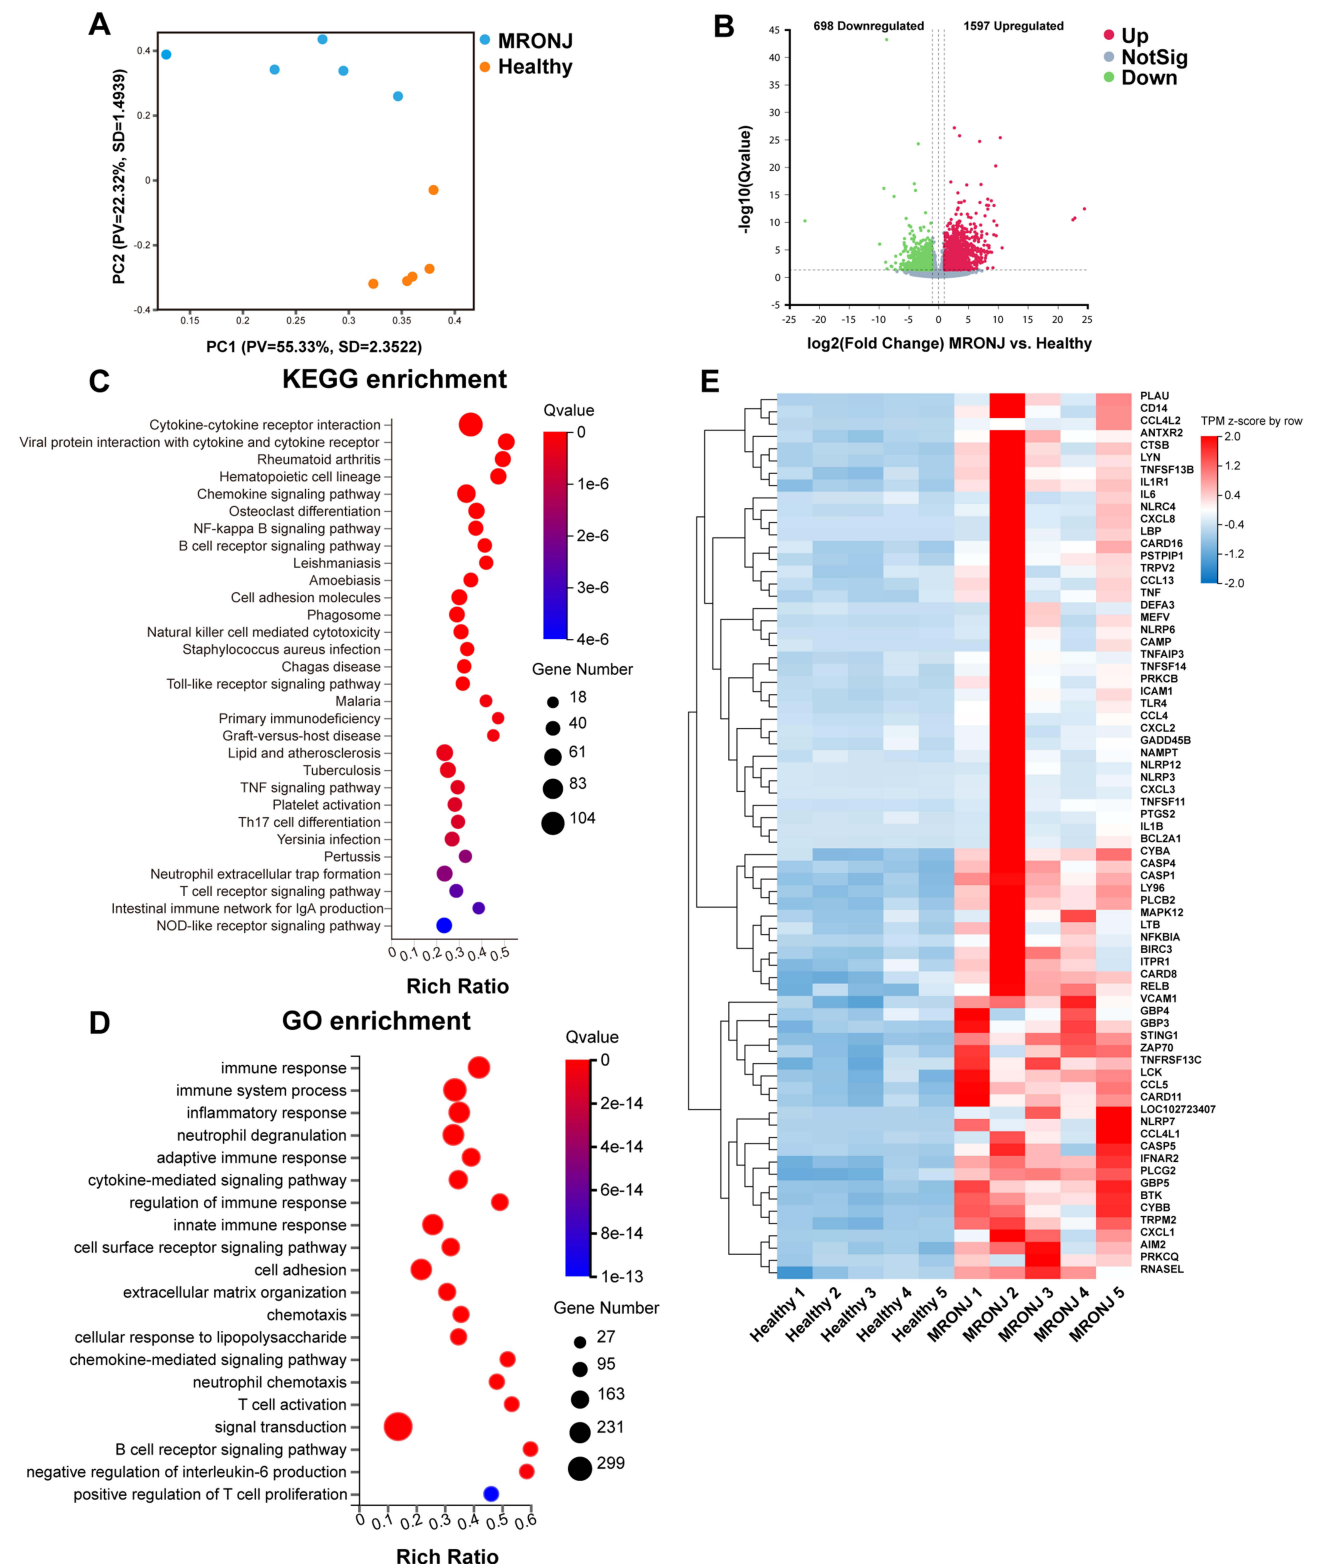 A
MRONJ
Healthy
0.4
0.2
0
-0.2
-0.4
0.15
0.2
0.25
0.3
0.35
0.4
PC2 (PV=22.32%, SD=1.4939)
PC1 (PV=55.33%, SD=2.3522)
B
698 Downregulated
1597 Upregulated
Up
NotSig
Down
45
40
35
30
25
20
15
10
5
0
-5
-25
-20
-15
-10
-5
0
5
10
15
20
25
-log10(Qvalue)
log2(Fold Change) MRONJ vs. Healthy
C
KEGG enrichment
Cytokine-cytokine receptor interaction
Viral protein interaction with cytokine and cytokine receptor
Rheumatoid arthritis
Hematopoietic cell lineage
Chemokine signaling pathway
Osteoclast differentiation
NF-kappa B signaling pathway
B cell receptor signaling pathway
Leishmaniasis
Amoebiasis
Cell adhesion molecules
Phagosome
Natural killer cell mediated cytotoxicity
Staphylococcus aureus infection
Chagas disease
Toll-like receptor signaling pathway
Malaria
Primary immunodeficiency
Graft-versus-host disease
Lipid and atherosclerosis
Tuberculosis
TNF signaling pathway
Platelet activation
Th17 cell differentiation
Yersinia infection
Pertussis
Neutrophil extracellular trap formation
T cell receptor signaling pathway
Intestinal immune network for IgA production
NOD-like receptor signaling pathway
0
0.1
0.2
0.3
0.4
0.5
Rich Ratio
Qvalue
0
1e-6
2e-6
3e-6
4e-6
Gene Number
18
40
61
83
104
D
GO enrichment
immune response
immune system process
inflammatory response
neutrophil degranulation
adaptive immune response
cytokine-mediated signaling pathway
regulation of immune response
innate immune response
cell surface receptor signaling pathway
cell adhesion
extracellular matrix organization
chemotaxis
cellular response to lipopolysaccharide
chemokine-mediated signaling pathway
neutrophil chemotaxis
T cell activation
signal transduction
B cell receptor signaling pathway
negative regulation of interleukin-6 production
positive regulation of T cell proliferation
0
0.1
0.2
0.3
0.4
0.5
0.6
Rich Ratio
Qvalue
0
2e-14
4e-14
6e-14
8e-14
1e-13
Gene Number
27
95
163
231
299
E
PLAU
CD14
CCL4L2
ANTXR2
CTSB
LYN
TNFSF13B
IL1R1
IL6
NLRC4
CXCL8
LBP
CARD16
PSTPIP1
TRPV2
CCL13
TNF
DEFA3
MEFV
NLRP6
CAMP
TNFAIP3
TNFSF14
PRKCB
ICAM1
TLR4
CCL4
CXCL2
GADD45B
NAMPT
NLRP12
NLRP3
CXCL3
TNFSF11
PTGS2
IL1B
BCL2A1
CYBA
CASP4
CASP1
LY96
PLCB2
MAPK12
LTB
NFKBIA
BIRC3
ITPR1
CARD8
RELB
VCAM1
GBP4
GBP3
STING1
ZAP70
TNFRSF13C
LCK
CCL5
CARD11
LOC102723407
NLRP7
CCL4L1
CASP5
IFNAR2
PLCG2
GBP5
BTK
CYBB
TRPM2
CXCL1
AIM2
PRKCQ
RNASEL
Healthy 1
Healthy 2
Healthy 3
Healthy 4
Healthy 5
MRONJ 1
MRONJ 2
MRONJ 3
MRONJ 4
MRONJ 5
TPM z-score by row
2.0
1.2
0.4
-0.4
-1.2
-2.0